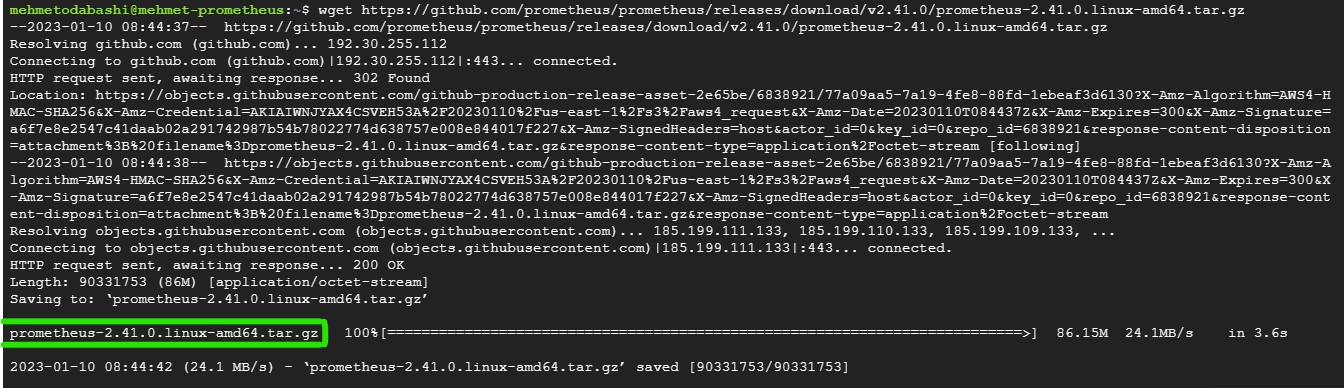 mehmetodabashi@mehmet-prometheus:~$ wget https://github.com/prometheus/prometheus/releases/download/v2.41.0/prometheus-2.41.0.linux-amd64.tar.gz
--2023-01-10 08:44:37--  https://github.com/prometheus/prometheus/releases/download/v2.41.0/prometheus-2.41.0.linux-amd64.tar.gz
Resolving github.com (github.com)... 192.30.255.112
Connecting to github.com (github.com)|192.30.255.112|:443... connected.
HTTP request sent, awaiting response... 302 Found
Location: https://objects.githubusercontent.com/github-production-release-asset-2e65be/6838921/77a09aa5-7a19-4fe8-88fd-1ebeaf3d6130?X-Amz-Algorithm=AWS4-H
MAC-SHA256&X-Amz-Credential=AKIAIWNJYAX4CSVEH53A%2F20230110%2Fus-east-1%2Fs3%2Faws4_request&X-Amz-Date=20230110T084437Z&X-Amz-Expires=300&X-Amz-Signature=
a6f7e8e2547c41daab02a291742987b54b78022774d638757e008e844017f227&X-Amz-SignedHeaders=host&actor_id=0&key_id=0&repo_id=6838921&response-content-disposition
=attachment%3B%20filename%3Dprometheus-2.41.0.linux-amd64.tar.gz&response-content-type=application%2Foctet-stream [following]
--2023-01-10 08:44:38--  https://objects.githubusercontent.com/github-production-release-asset-2e65be/6838921/77a09aa5-7a19-4fe8-88fd-1ebeaf3d6130?X-Amz-A
lgorithm=AWS4-HMAC-SHA256&X-Amz-Credential=AKIAIWNJYAX4CSVEH53A%2F20230110%2Fus-east-1%2Fs3%2Faws4_request&X-Amz-Date=20230110T084437Z&X-Amz-Expires=300&X
-Amz-Signature=a6f7e8e2547c41daab02a291742987b54b78022774d638757e008e844017f227&X-Amz-SignedHeaders=host&actor_id=0&key_id=0&repo_id=6838921&response-cont
ent-disposition=attachment%3B%20filename%3Dprometheus-2.41.0.linux-amd64.tar.gz&response-content-type=application%2Foctet-stream
Resolving objects.githubusercontent.com (objects.githubusercontent.com)... 185.199.111.133, 185.199.110.133, 185.199.109.133, ...
Connecting to objects.githubusercontent.com (objects.githubusercontent.com)|185.199.111.133|:443... connected.
HTTP request sent, awaiting response... 200 OK
Length: 90331753 (86M) [application/octet-stream]
Saving to: ‘prometheus-2.41.0.linux-amd64.tar.gz’
prometheus-2.41.0.linux-amd64.tar.gz   100%[==========================================================================>]  86.15M  24.1MB/s    in 3.6s
2023-01-10 08:44:42 (24.1 MB/s) - ‘prometheus-2.41.0.linux-amd64.tar.gz’ saved [90331753/90331753]